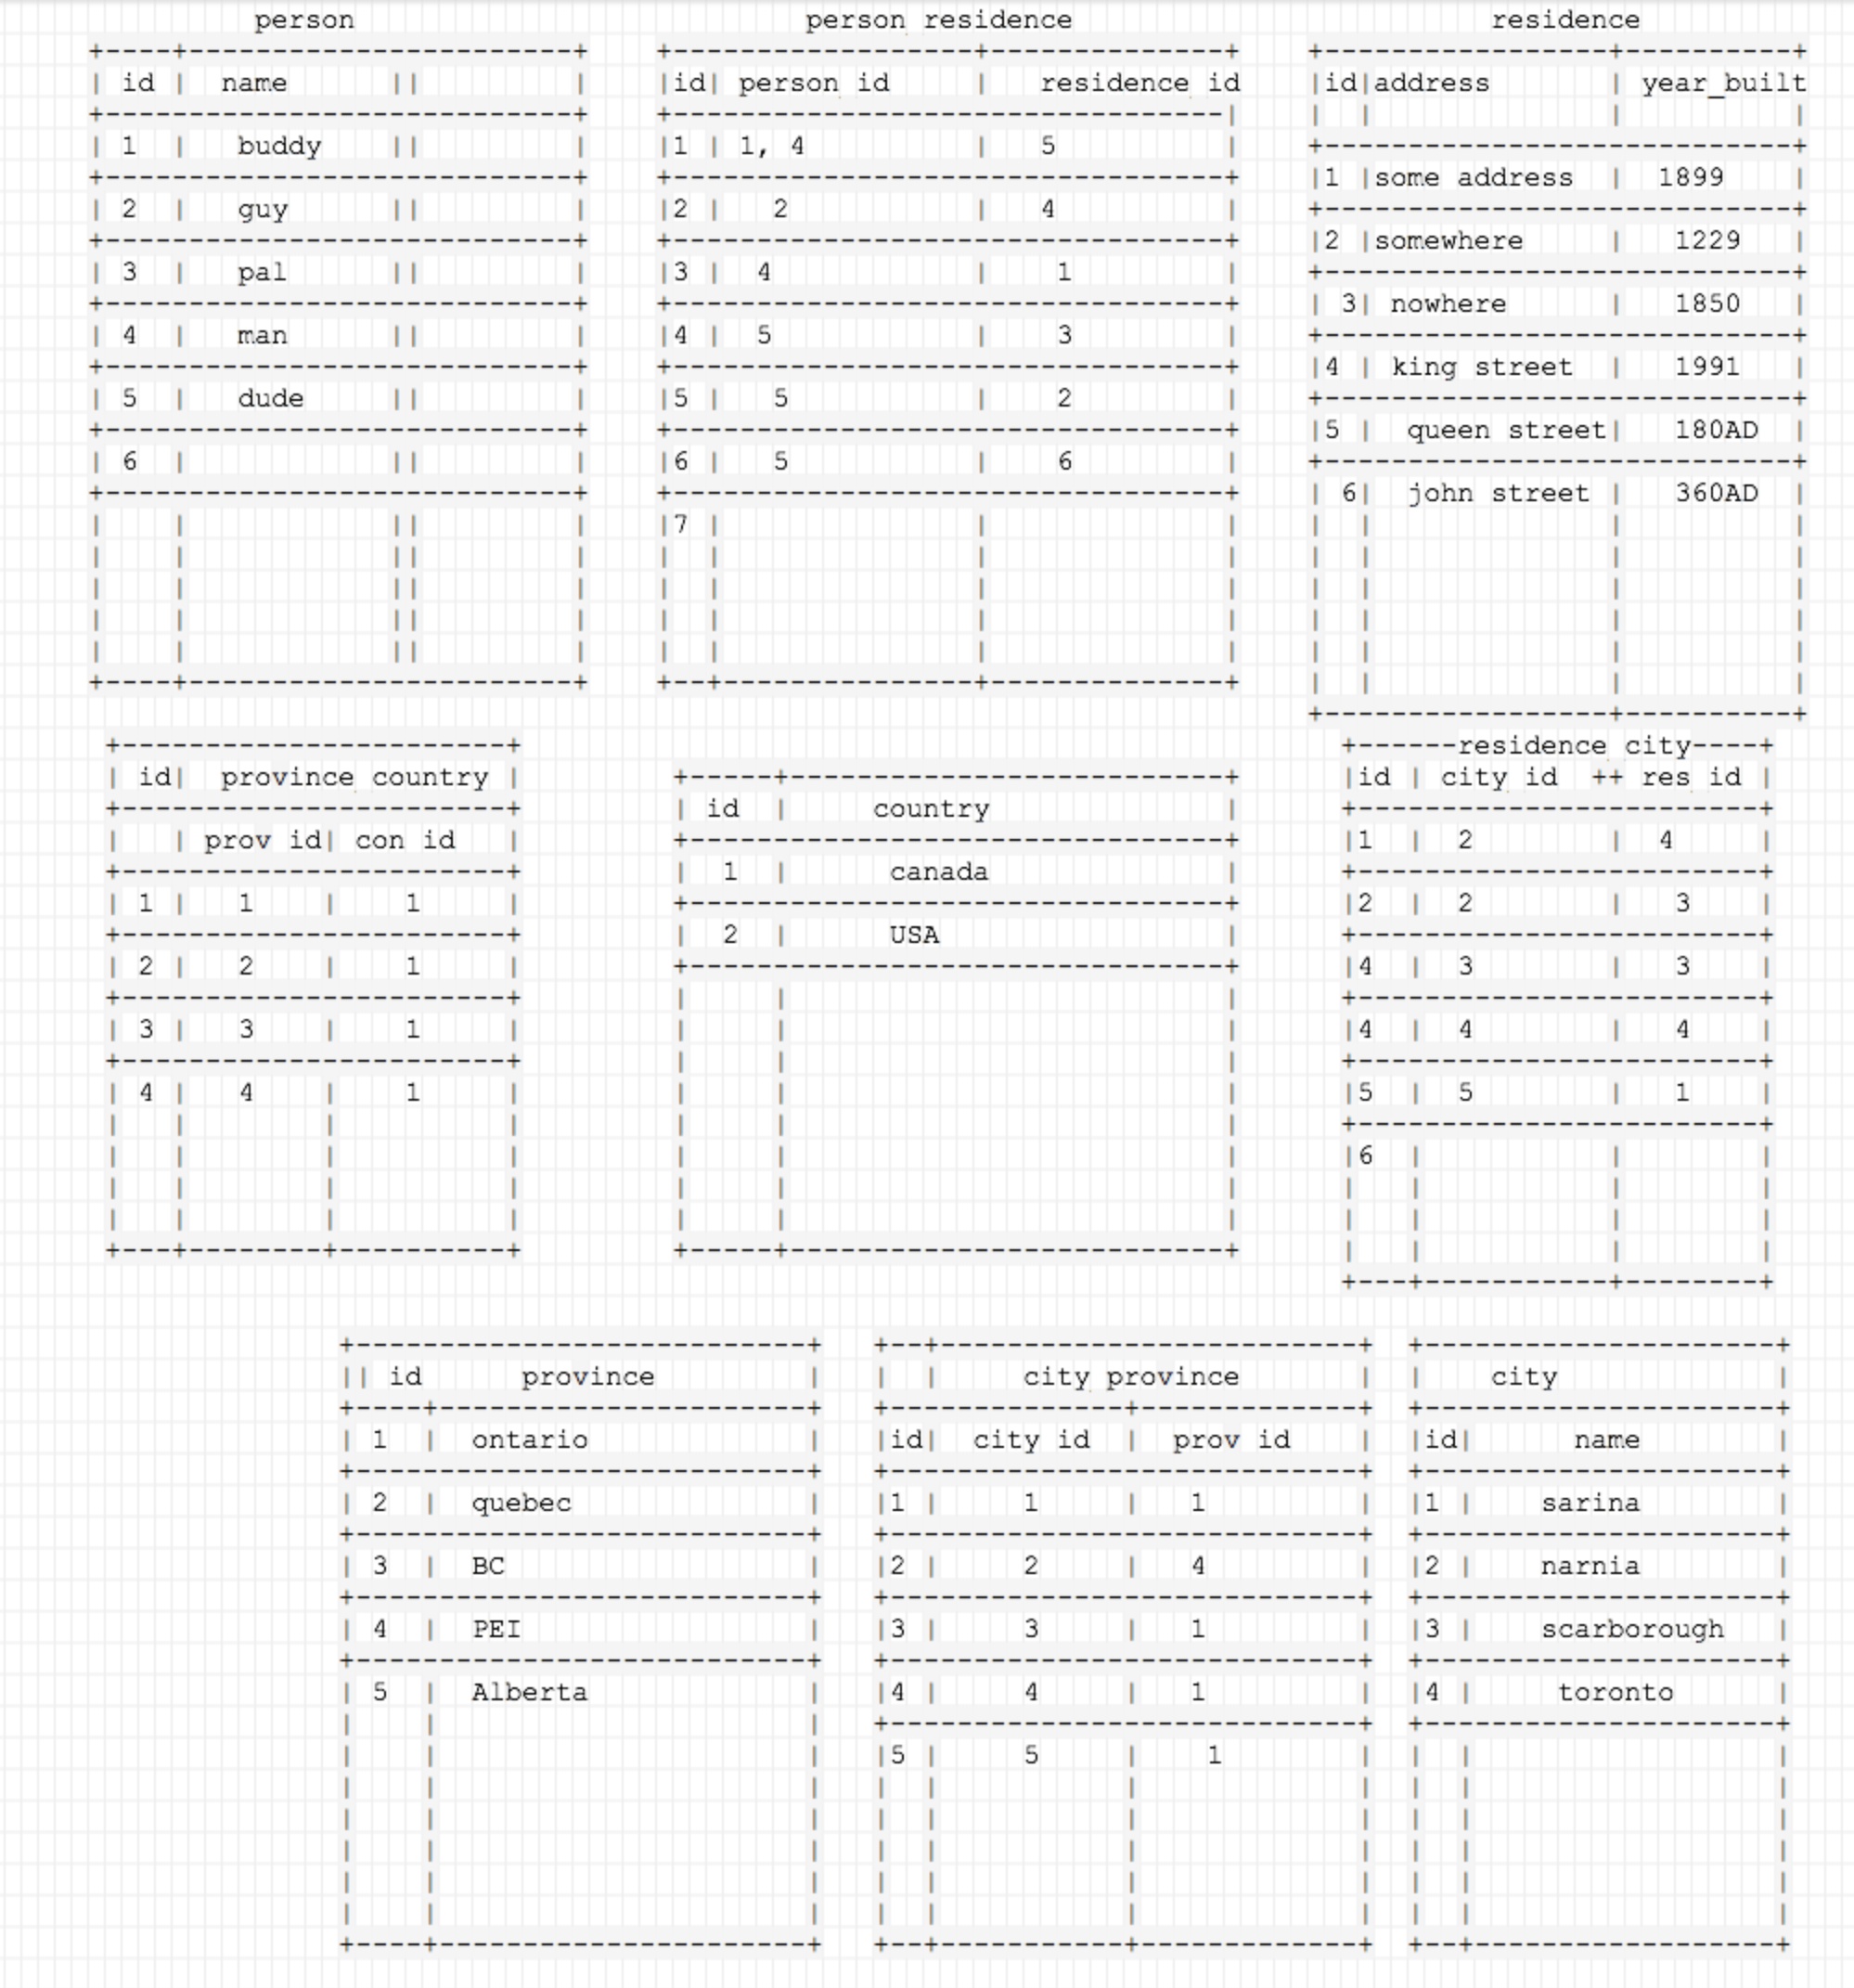 person
id name
1 buddy
2 guy
3 pal
4 man
5 dude
6
person residence
id person id residence id
1 1, 4 5
2 2 4
3 4 1
4 5 3
5 5 2
6 5 6
7
residence
id address year_built
1 some address 1899
2 somewhere 1229
3 nowhere 1850
4 king street 1991
5 queen street 180AD
6 john street 360AD
id province country
prov id con id
1 1 1
2 2 1
3 3 1
4 4 1
id country
1 canada
2 USA
residence city
id city id ++ res id
1 2 4
2 2 3
4 3 3
4 4 4
5 5 1
6
id province
1 ontario
2 quebec
3 BC
4 PEI
5 Alberta
city province
id city id prov id
1 1 1
2 2 4
3 3 1
4 4 1
5 5 1
city
id name
1 sarina
2 narnia
3 scarborough
4 toronto